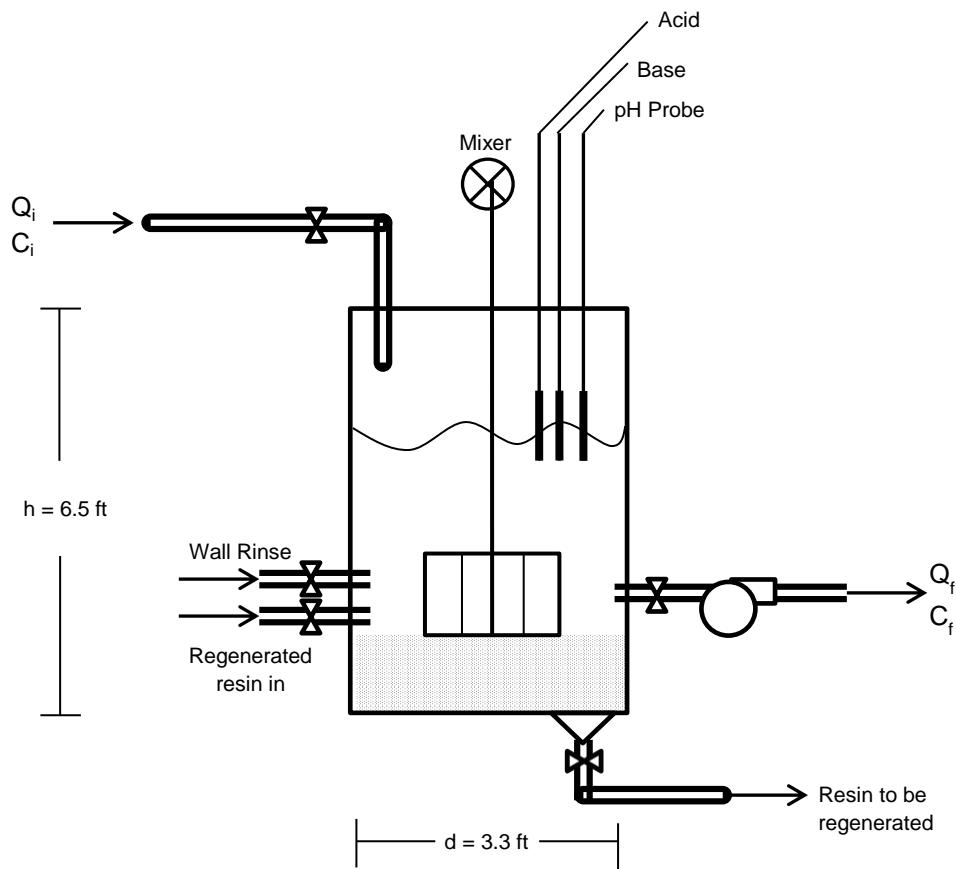 Acid
Base
pH Probe
Mixer
Qi
Ci
h = 6.5 ft
Wall Rinse
Regenerated
resin in
Qf
Cf
Resin to be
regenerated
d = 3.3 ft